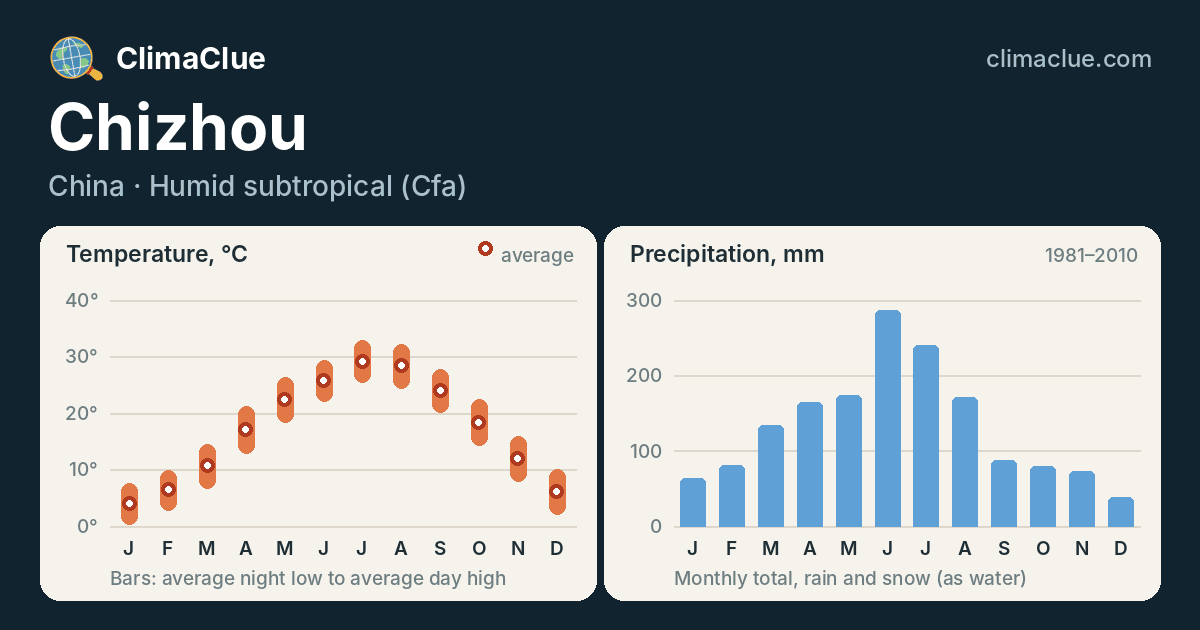 ClimaClue
climaclue.com
Chizhou
China · Humid subtropical (Cfa)
Temperature, °C
average
40°
30°
20°
10°
0°
J F M A M J J A S O N D
Bars: average night low to average day high
Precipitation, mm
1981–2010
300
200
100
0
J F M A M J J A S O N D
Monthly total, rain and snow (as water)